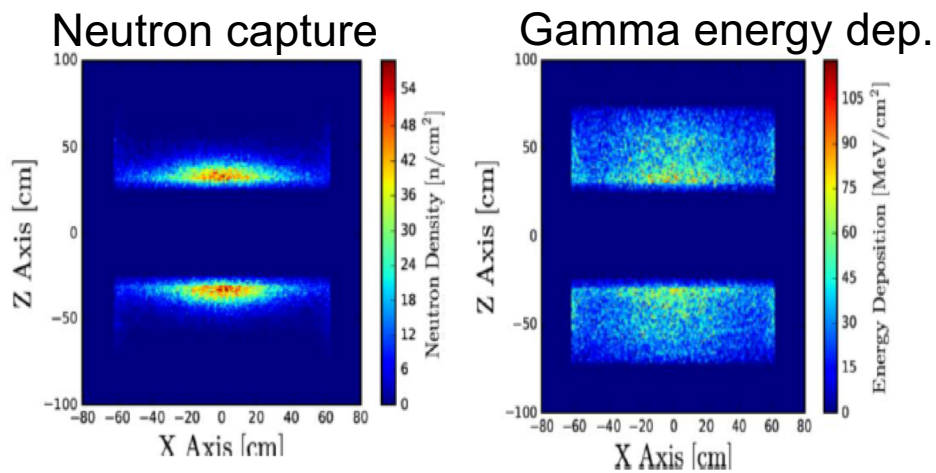 Neutron capture
100
50
0
−50
−100
Z Axis [cm]
−80 −60 −40 −20 0 20 40 60 80
X Axis [cm]
54
48
42
36
30
24
18
12
6
0
Neutron Density [n/cm²]
Gamma energy dep.
100
50
0
−50
−100
Z Axis [cm]
−80 −60 −40 −20 0 20 40 60 80
X Axis [cm]
105
90
75
60
45
30
15
0
Energy Deposition [MeV/cm²]